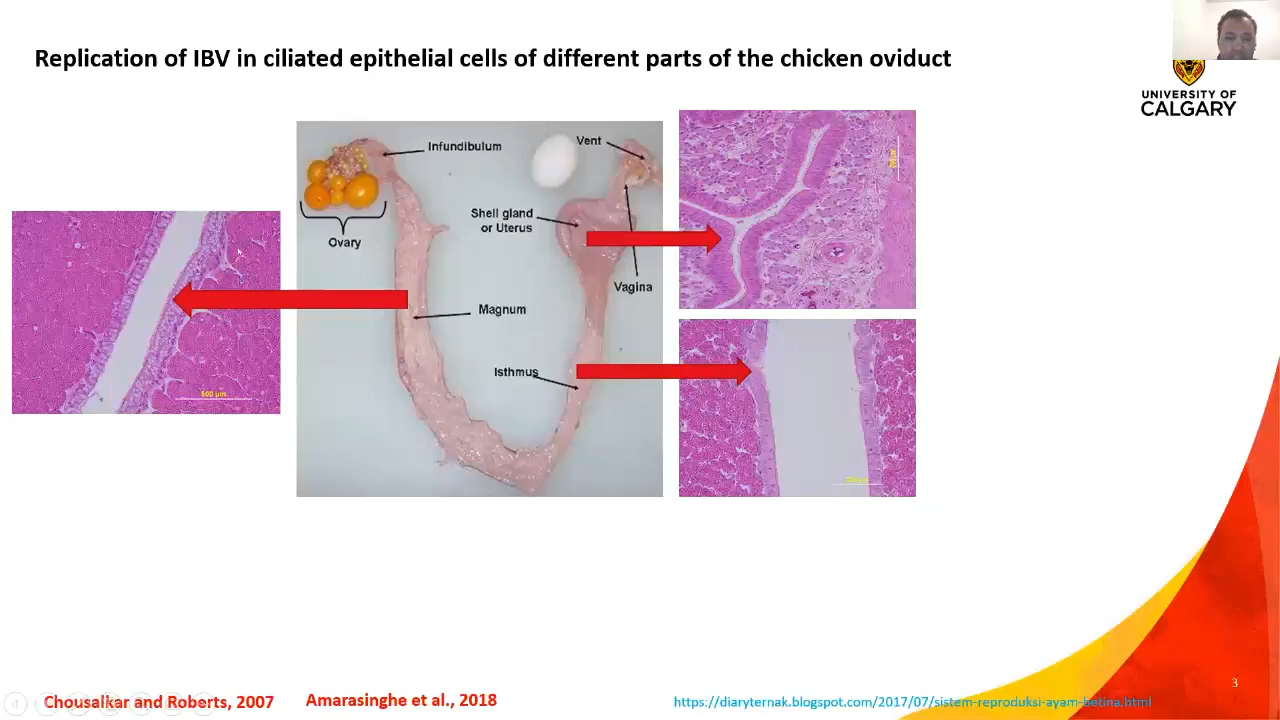 Replication of IBV in ciliated epithelial cells of different parts of the chicken oviduct
UNIVERSITY OF
CALGARY
Infundibulum
Vent
Ovary
Shell gland
or Uterus
Vagina
Magnum
Isthmus
500 µm
3
Chousalkar and Roberts, 2007
Amarasinghe et al., 2018
https://diaryternak.blogspot.com/2017/07/sistem-reproduksi-ayam-betina.html